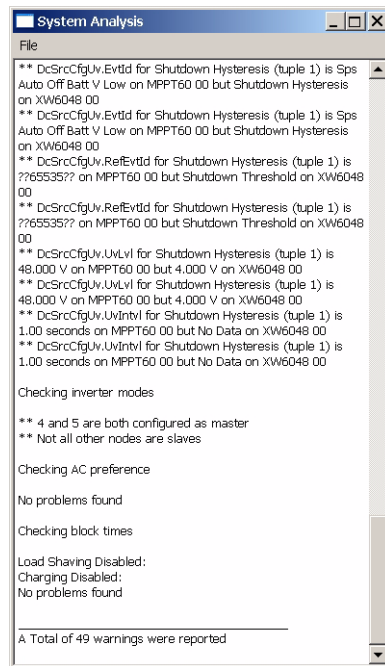 System Analysis
File
** DcSrcCfgUv.EvtId for Shutdown Hysteresis (tuple 1) is Sps
Auto Off Batt V Low on MPPT60 00 but Shutdown Hysteresis
on XW6048 00
** DcSrcCfgUv.EvtId for Shutdown Hysteresis (tuple 1) is Sps
Auto Off Batt V Low on MPPT60 00 but Shutdown Hysteresis
on XW6048 00
** DcSrcCfgUv.RefEvtId for Shutdown Hysteresis (tuple 1) is
??65535?? on MPPT60 00 but Shutdown Threshold on XW6048
00
** DcSrcCfgUv.RefEvtId for Shutdown Hysteresis (tuple 1) is
??65535?? on MPPT60 00 but Shutdown Threshold on XW6048
00
** DcSrcCfgUv.UvLvl for Shutdown Hysteresis (tuple 1) is
48.000 V on MPPT60 00 but 4.000 V on XW6048 00
** DcSrcCfgUv.UvLvl for Shutdown Hysteresis (tuple 1) is
48.000 V on MPPT60 00 but 4.000 V on XW6048 00
** DcSrcCfgUv.UvIntvl for Shutdown Hysteresis (tuple 1) is
1.00 seconds on MPPT60 00 but No Data on XW6048 00
** DcSrcCfgUv.UvIntvl for Shutdown Hysteresis (tuple 1) is
1.00 seconds on MPPT60 00 but No Data on XW6048 00
Checking inverter modes
** 4 and 5 are both configured as master
** Not all other nodes are slaves
Checking AC preference
No problems found
Checking block times
Load Shaving Disabled:
Charging Disabled:
No problems found
A Total of 49 warnings were reported